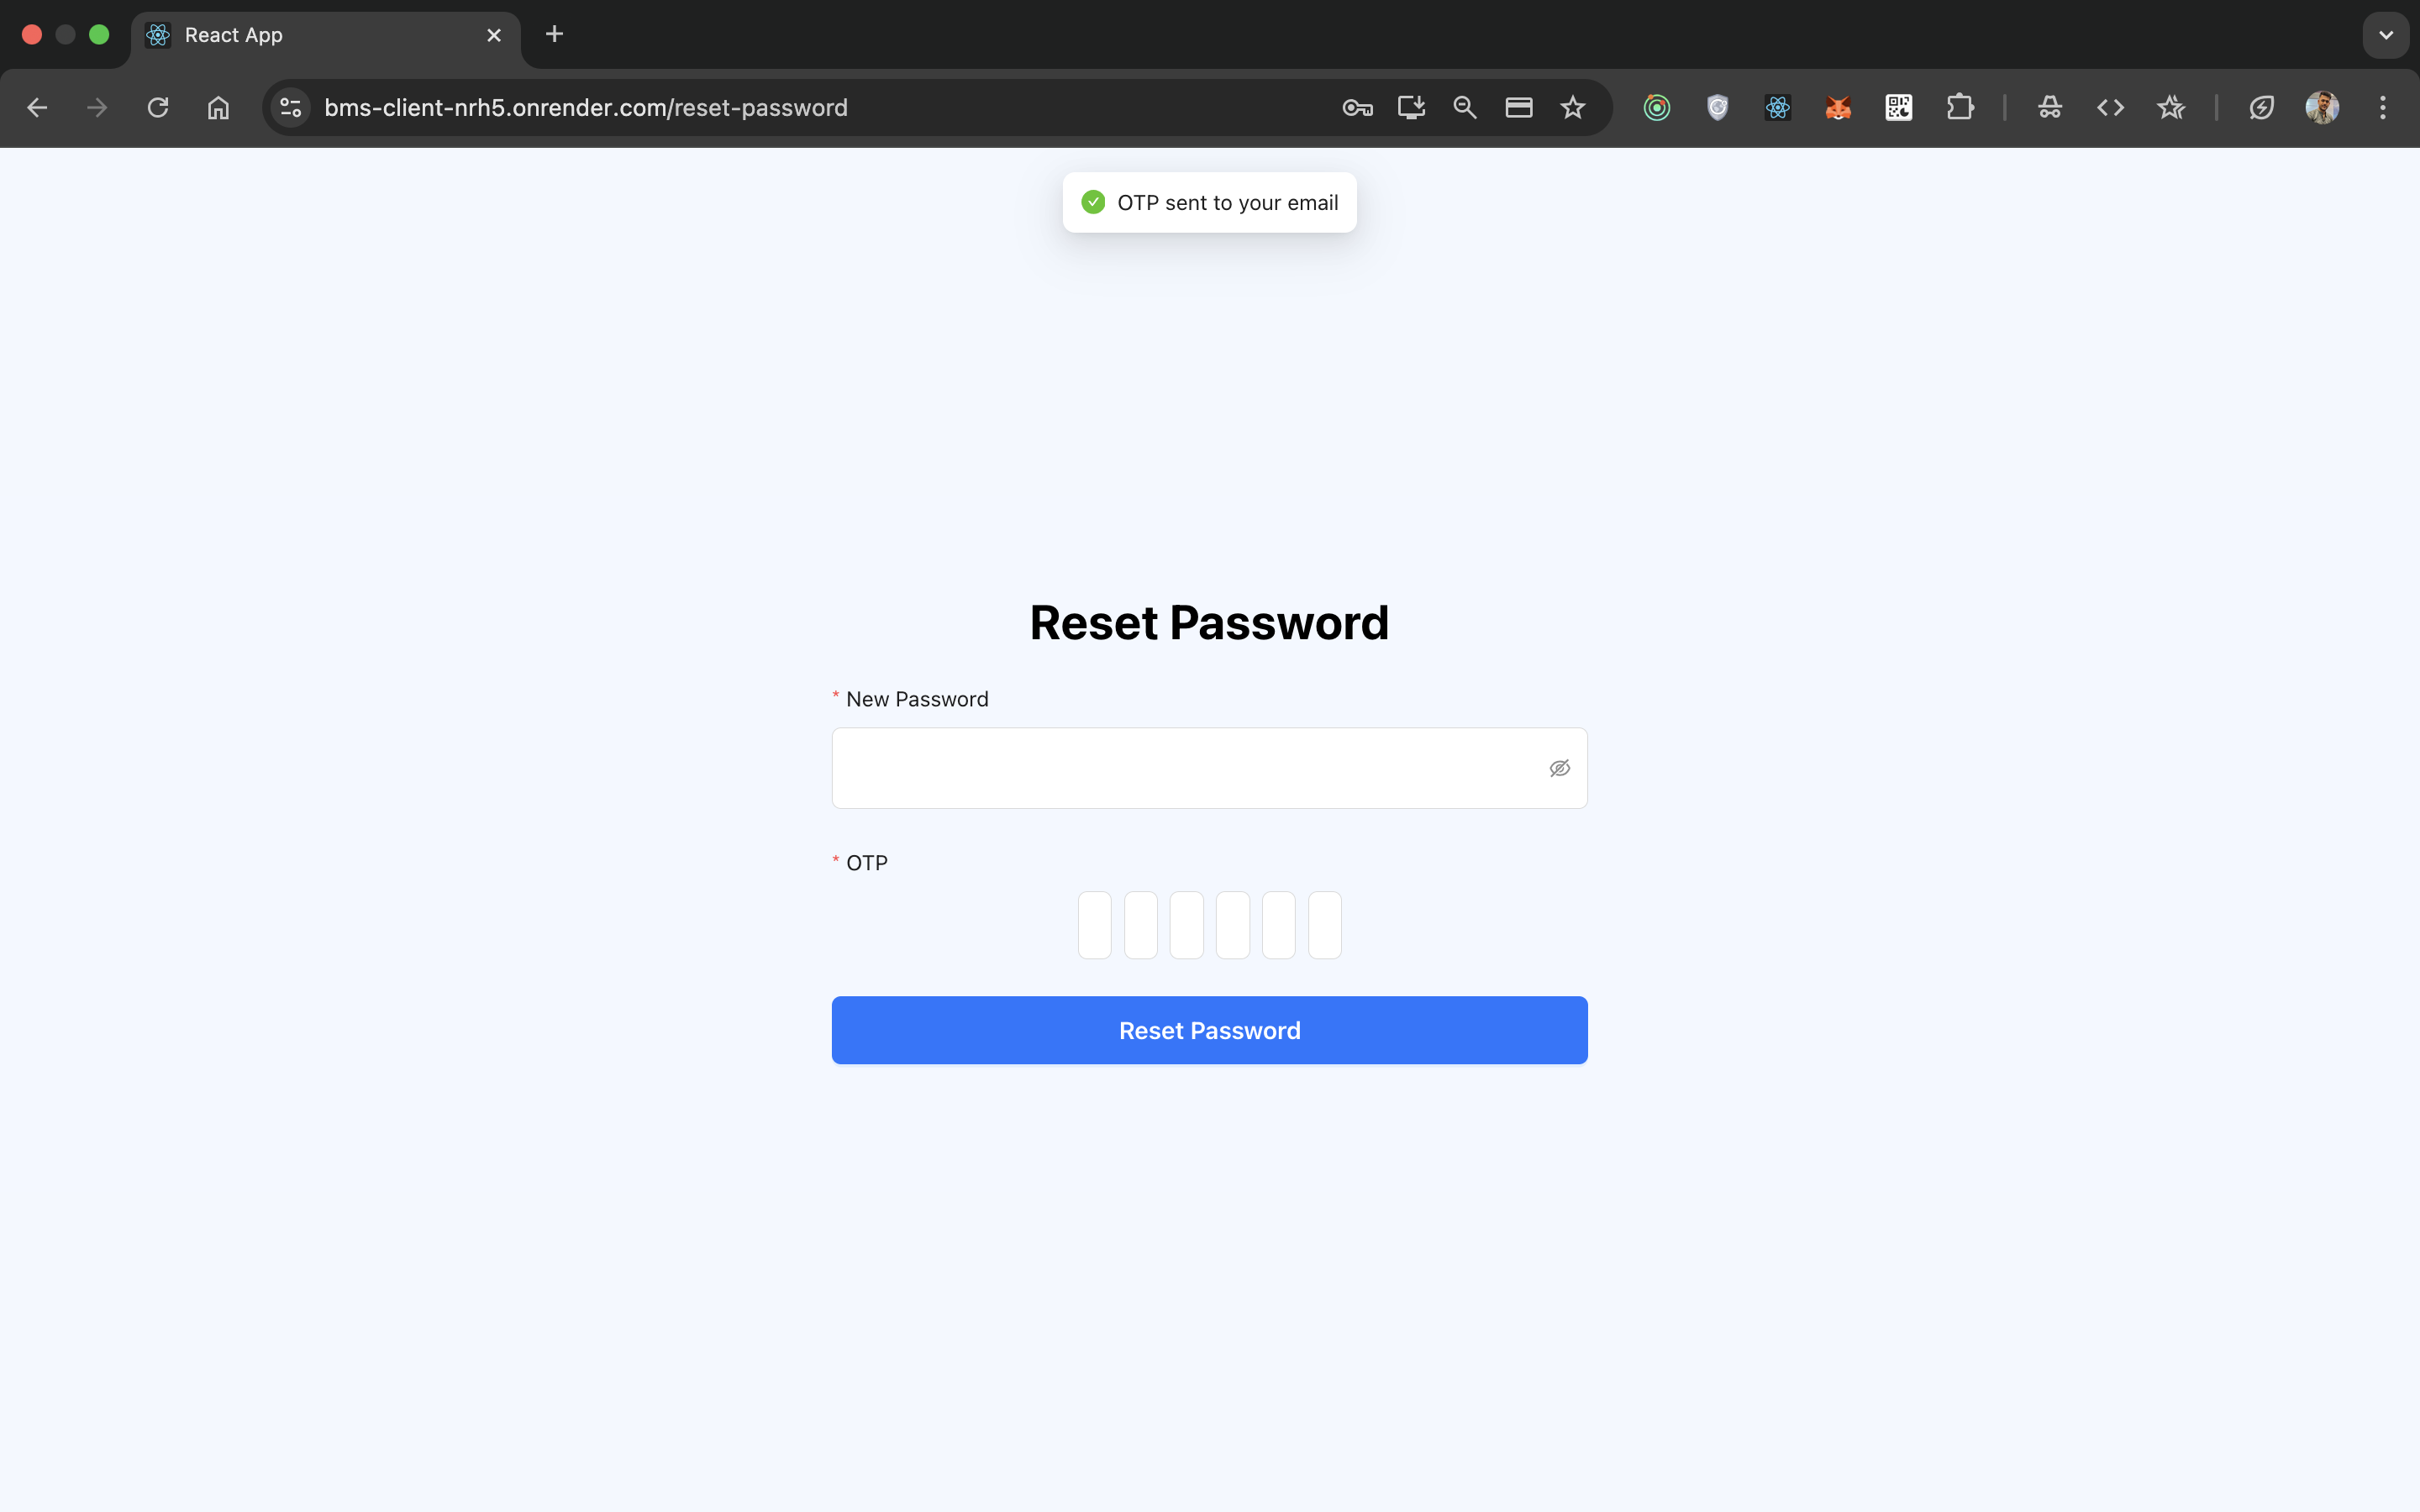 React App
bms-client-nrh5.onrender.com/reset-password
OTP sent to your email
Reset Password
* New Password
* OTP
Reset Password